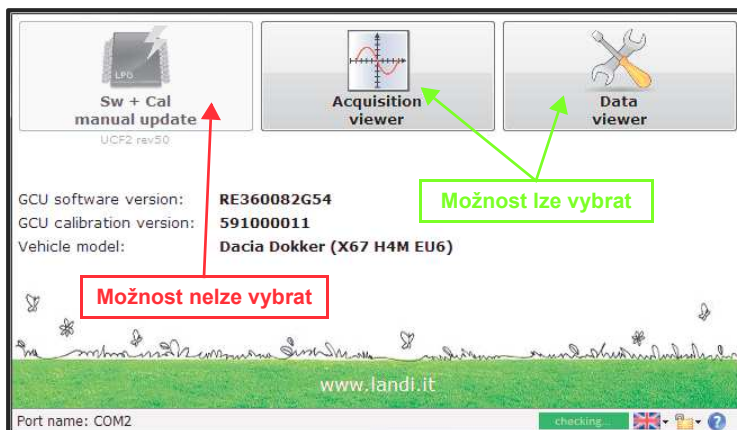 LPG
Sw + Cal
manual update
UCF2 rev50
Acquisition
viewer
Data
viewer
GCU software version: RE360082G54
GCU calibration version: 591000011
Vehicle model: Dacia Dokker (X67 H4M EU6)
Možnost lze vybrat
Možnost nelze vybrat
www.landi.it
Port name: COM2
checking...
?